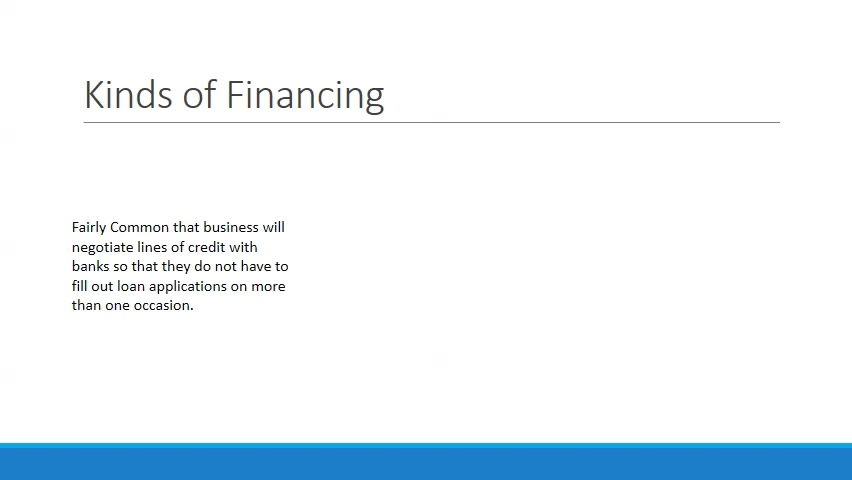 Kinds of Financing
Fairly Common that business will
negotiate lines of credit with
banks so that they do not have to
fill out loan applications on more
than one occasion.